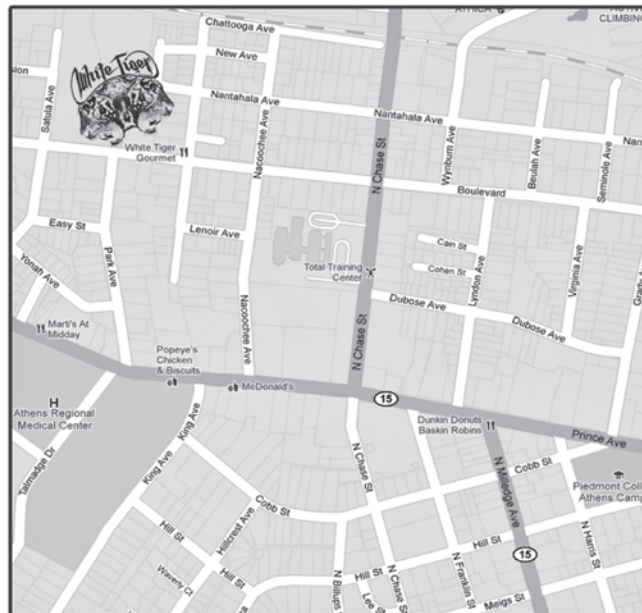 ATHICA
CLIMBING
Chattooga Ave
New Ave
White Tiger
Satula Ave
Nantahala Ave
Nantahala Ave
White Tiger
Gourmet
Nacoochee Ave
N Chase St
Wynburn Ave
Beulah Ave
Seminole Ave
Boulevard
Easy St
Lenoir Ave
Cain St
Cohen St
Lyndon Ave
Virginia Ave
Yonah Ave
Park Ave
Total Training
Center
Nacoochee Ave
Dubose Ave
Dubose Ave
N Chase St
Marti's At
Midday
Popeye's
Chicken
& Biscuits
McDonald's
15
Athens Regional
Medical Center
King Ave
Dunkin Donuts
Baskin Robins
Prince Ave
Talmadge Dr
King Ave
Cobb St
N Chase St
N Milledge Ave
Cobb St
Piedmont Coll
Athens Camp
Hill St
Hillcrest Ave
Waverly Ct
Hill St
N Billups
Hill St
Lee St
N Chase St
N Franklin St
Hill St
15
N Harris St
Meigs St